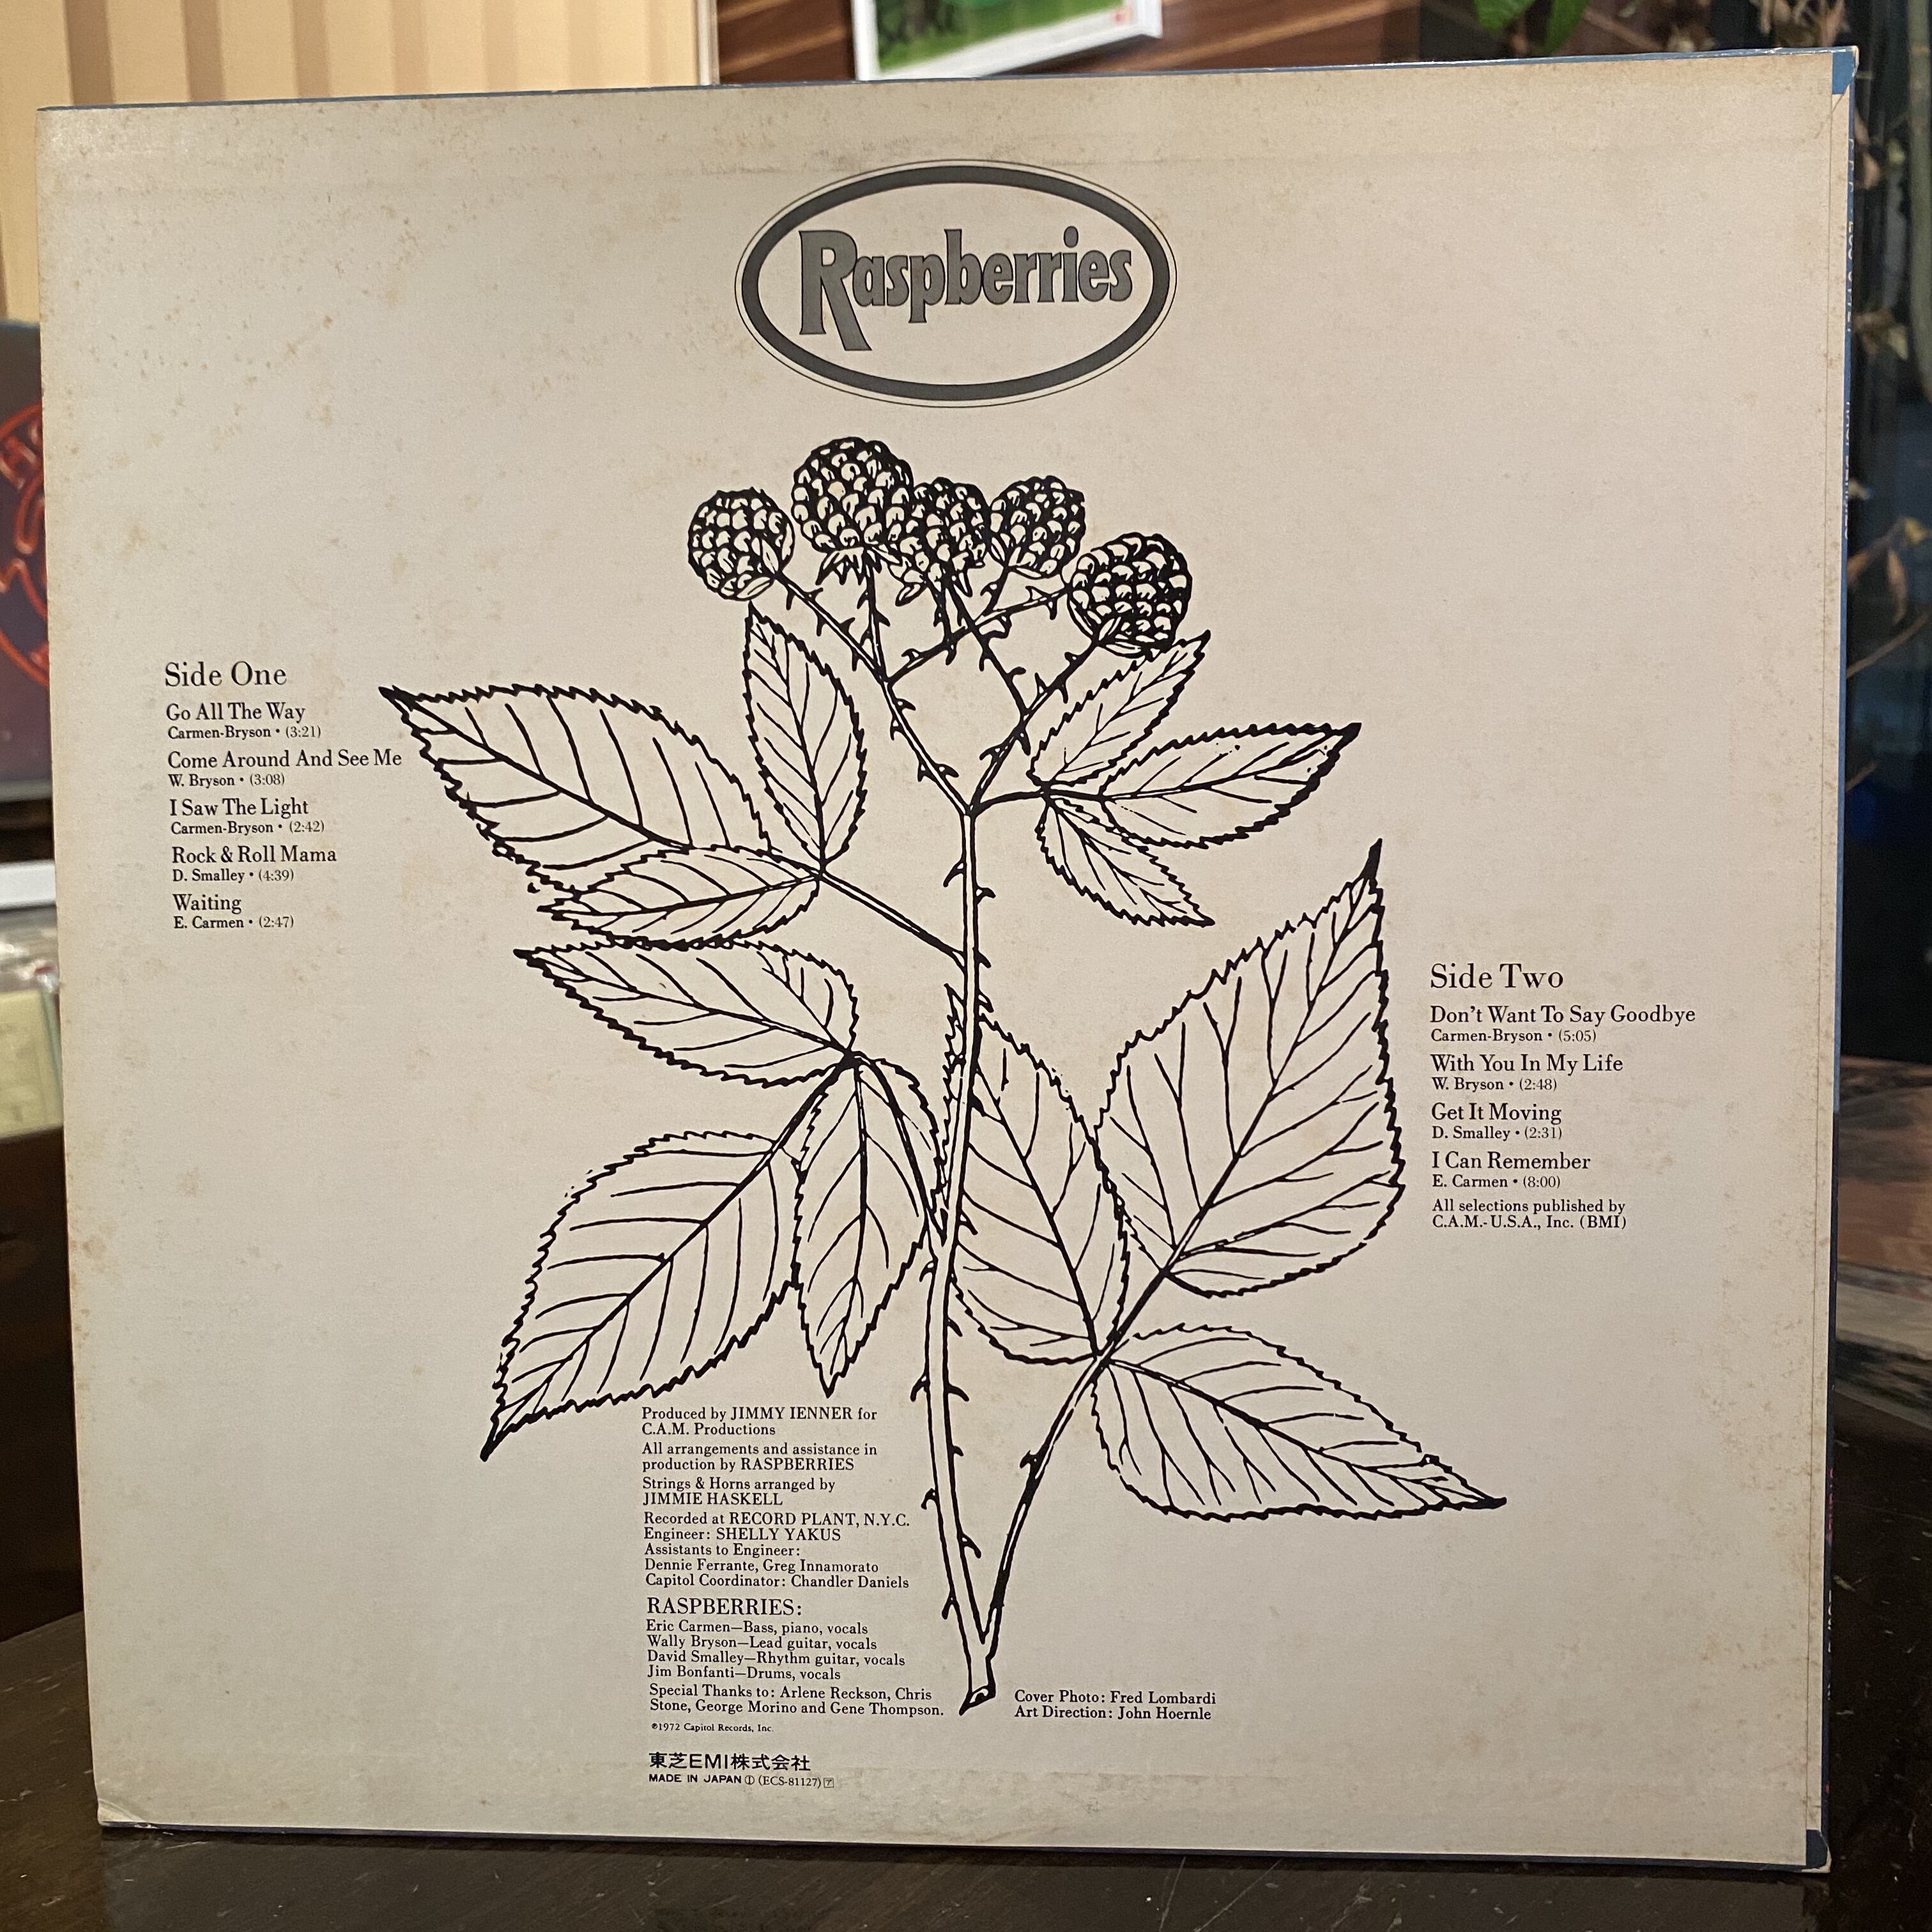 Raspberries
Side One
Go All The Way
Carmen-Bryson • (3:21)
Come Around And See Me
W. Bryson • (3:08)
I Saw The Light
Carmen-Bryson • (2:42)
Rock & Roll Mama
D. Smalley • (4:39)
Waiting
E. Carmen • (2:47)
Side Two
Don't Want To Say Goodbye
Carmen-Bryson • (5:05)
With You In My Life
W. Bryson • (2:48)
Get It Moving
D. Smalley • (2:31)
I Can Remember
E. Carmen • (8:00)
All selections published by
C.A.M.-U.S.A., Inc. (BMI)
Produced by JIMMY IENNER for
C.A.M. Productions
All arrangements and assistance in
production by RASPBERRIES
Strings & Horns arranged by
JIMMIE HASKELL
Recorded at RECORD PLANT, N.Y.C.
Engineer: SHELLY YAKUS
Assistants to Engineer:
Dennie Ferrante, Greg Innamorato
Capitol Coordinator: Chandler Daniels
RASPBERRIES:
Eric Carmen—Bass, piano, vocals
Wally Bryson—Lead guitar, vocals
David Smalley—Rhythm guitar, vocals
Jim Bonfanti—Drums, vocals
Special Thanks to: Arlene Reckson, Chris
Stone, George Morino and Gene Thompson.
℗1972 Capitol Records, Inc.
Cover Photo: Fred Lombardi
Art Direction: John Hoernle
東芝EMI株式会社
MADE IN JAPAN Ⓘ (ECS-81127)